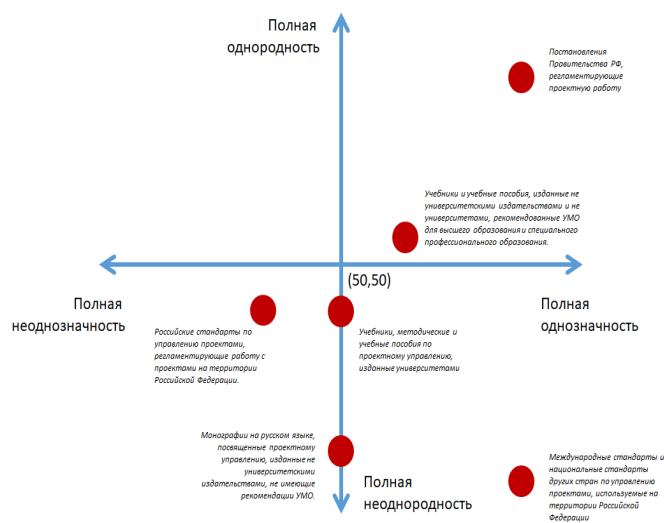 Полная
однородность
Постановления
Правительства РФ,
регламентирующие
проектную работу
Учебники и учебные пособия, изданные не
университетскими издательствами и не
университетами, рекомендованные УМО
для высшего образования и специального
профессионального образования.
(50,50)
Полная
неоднозначность
Полная
однозначность
Российские стандарты по
управлению проектами,
регламентирующие работу с
проектами на территории
Российской Федерации.
Учебники, методические и
учебные пособия по
проектному управлению,
изданные университетами
Монографии на русском языке,
посвященные проектному
управлению, изданные не
университетскими
издательствами, не имеющие
рекомендации УМО.
Полная
неоднородность
Международные стандарты и
национальные стандарты
других стран по управлению
проектами, используемые на
территории Российской
Федерации